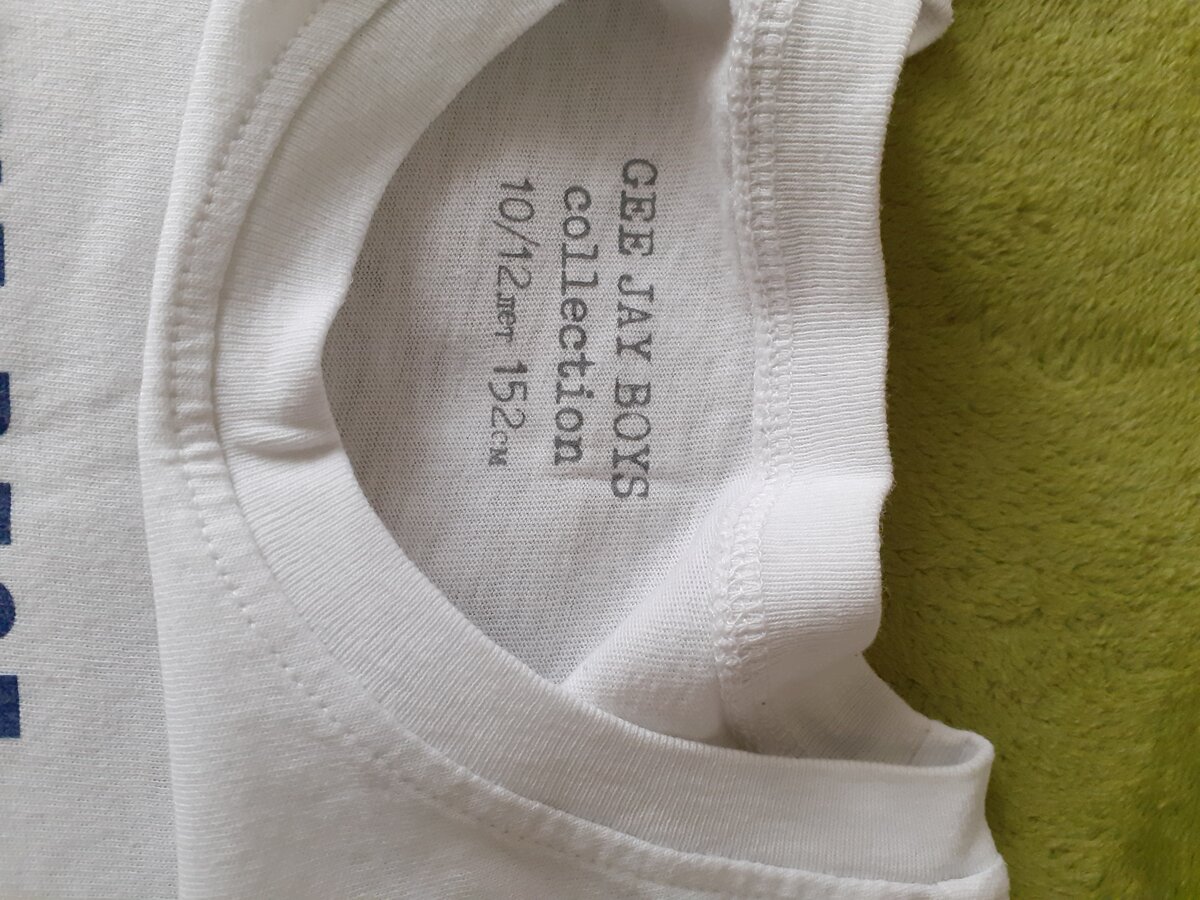 GEE JAY BOYS
collection
10/12лет 152см